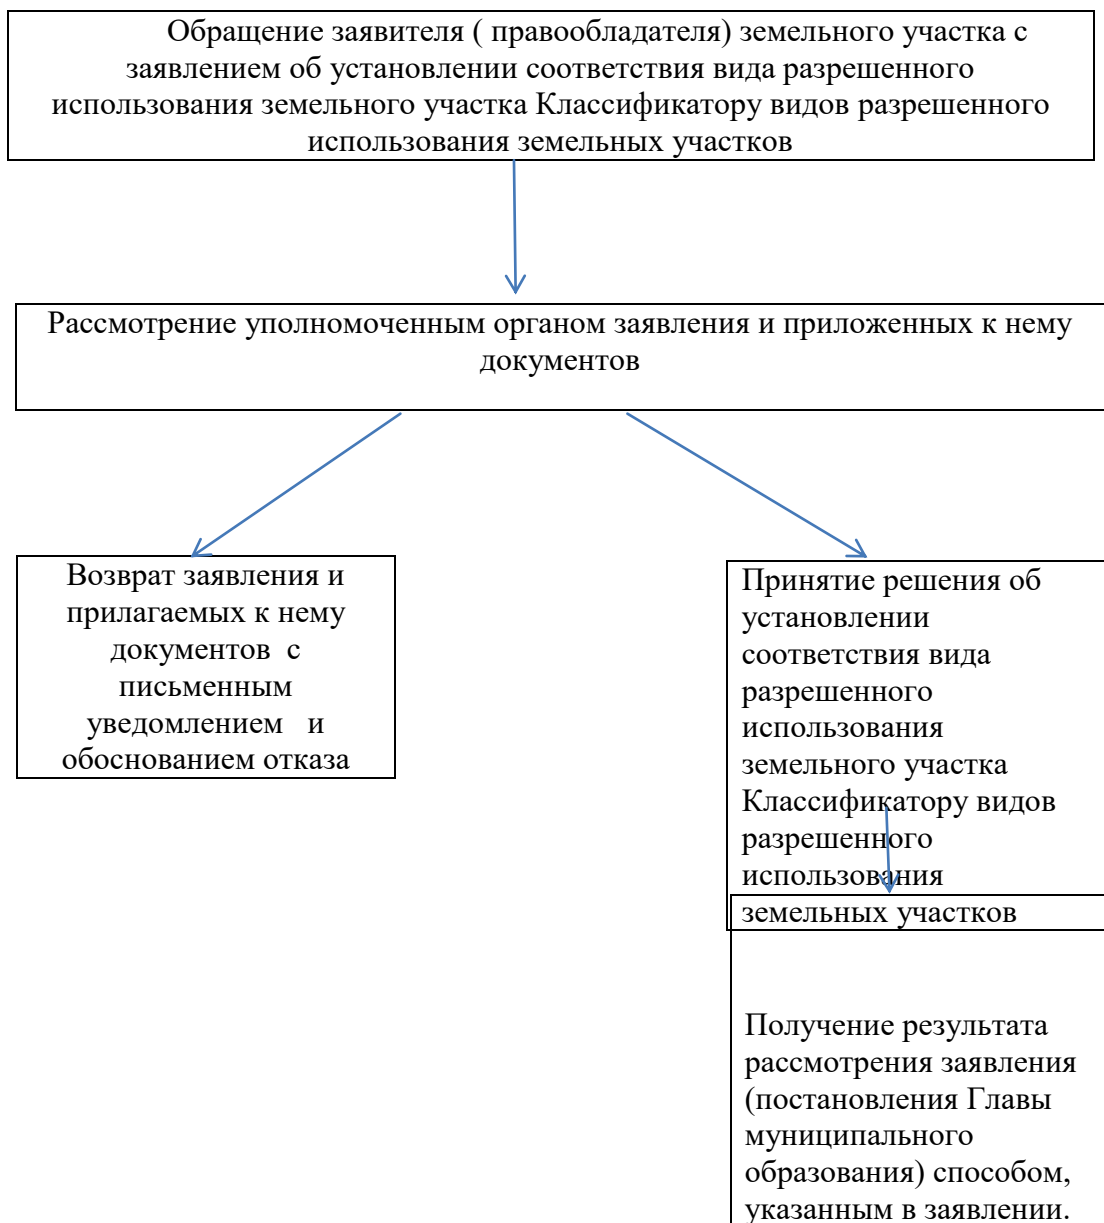 Обращение заявителя ( правообладателя) земельного участка с
заявлением об установлении соответствия вида разрешенного
использования земельного участка Классификатору видов разрешенного
использования земельных участков
Рассмотрение уполномоченным органом заявления и приложенных к нему
документов
Возврат заявления и
прилагаемых к нему
документов с
письменным
уведомлением и
обоснованием отказа
Принятие решения об
установлении
соответствия вида
разрешенного
использования
земельного участка
Классификатору видов
разрешенного
использования
земельных участков
Получение результата
рассмотрения заявления
(постановления Главы
муниципального
образования) способом,
указанным в заявлении.